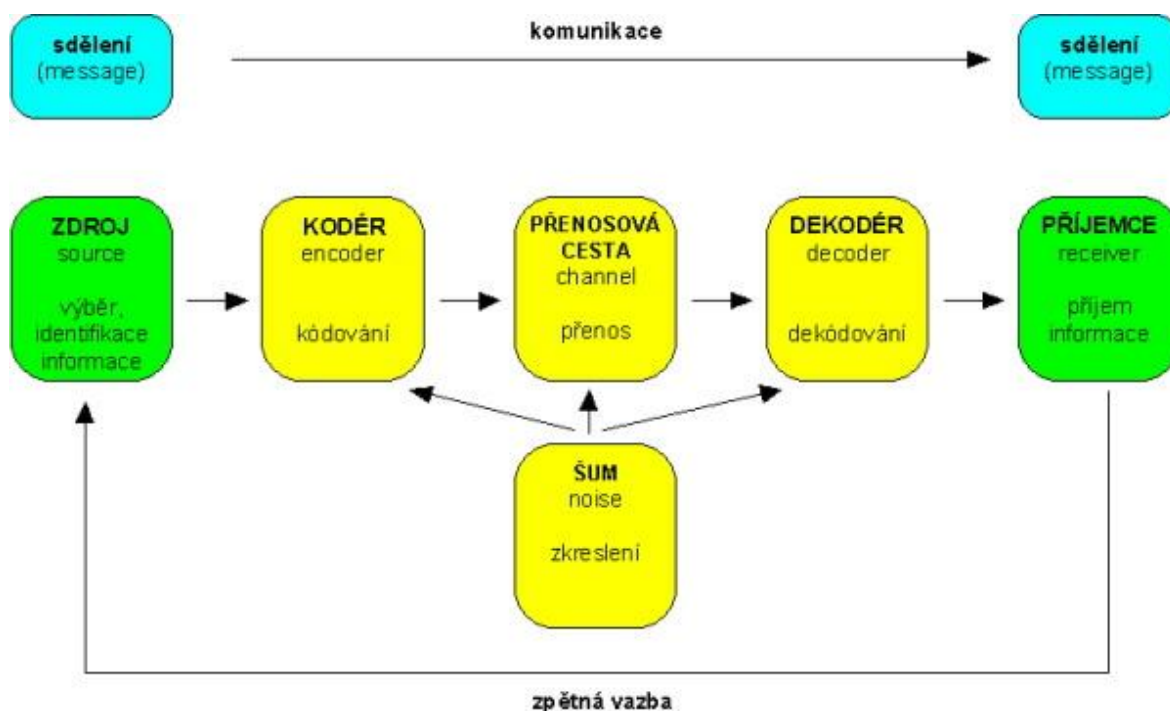 sdělení
(message)
komunikace
sdělení
(message)
ZDROJ
source
výběr,
identifikace
informace
KODÉR
encoder
kódování
PŘENOSOVÁ
CESTA
channel
přenos
DEKODÉR
decoder
dekódování
PŘÍJEMCE
receiver
příjem
informace
ŠUM
noise
zkreslení
zpětná vazba